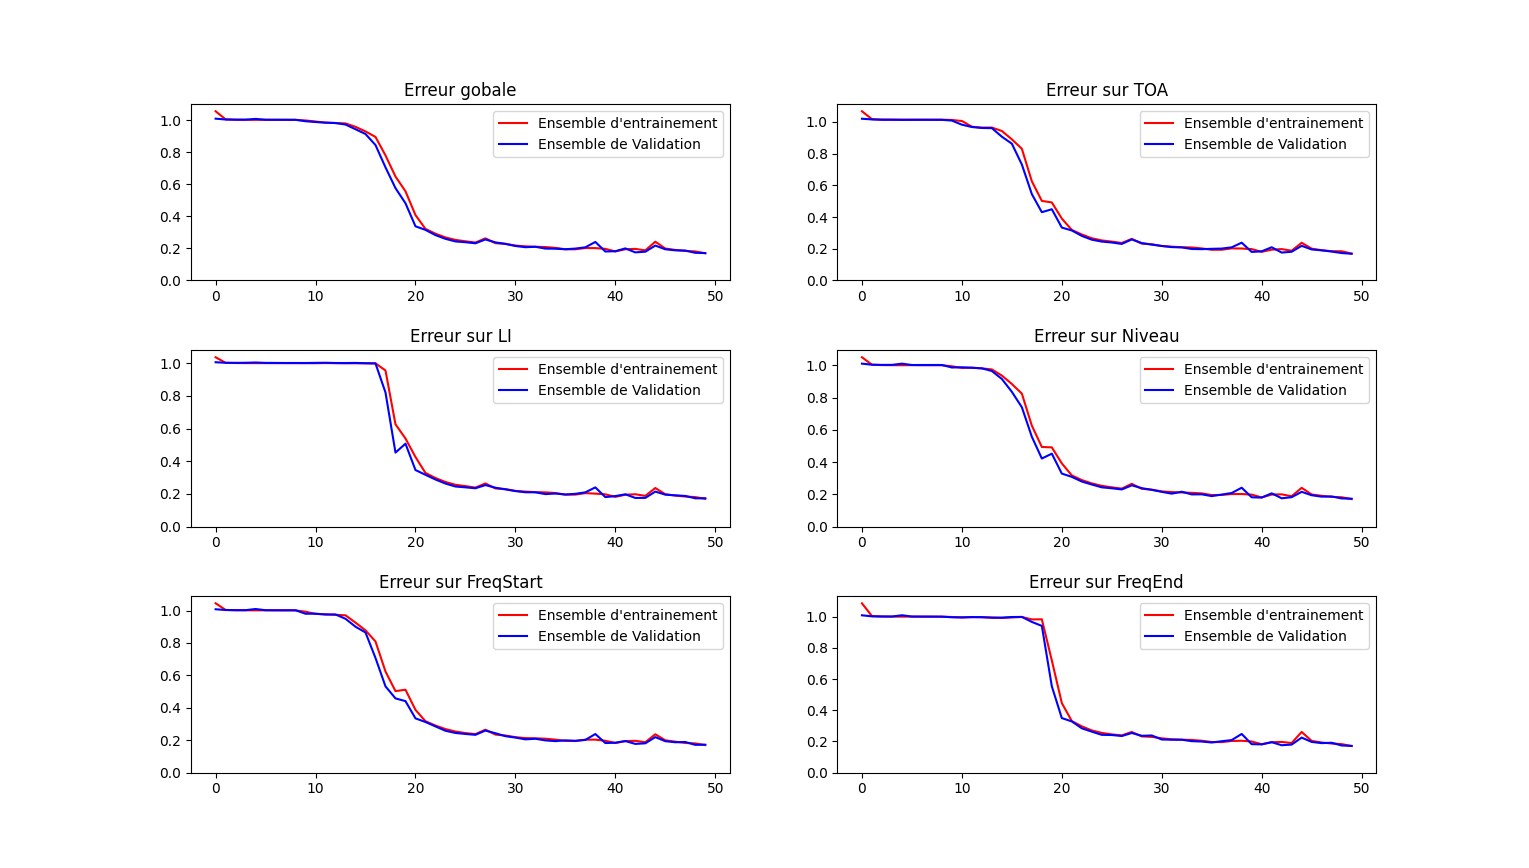 Erreur gobale
1.0
0.8
0.6
0.4
0.2
0.0
0 10 20 30 40 50
Ensemble d'entrainement
Ensemble de Validation
Erreur sur TOA
1.0
0.8
0.6
0.4
0.2
0.0
0 10 20 30 40 50
Ensemble d'entrainement
Ensemble de Validation
Erreur sur LI
1.0
0.8
0.6
0.4
0.2
0.0
0 10 20 30 40 50
Ensemble d'entrainement
Ensemble de Validation
Erreur sur Niveau
1.0
0.8
0.6
0.4
0.2
0.0
0 10 20 30 40 50
Ensemble d'entrainement
Ensemble de Validation
Erreur sur FreqStart
1.0
0.8
0.6
0.4
0.2
0.0
0 10 20 30 40 50
Ensemble d'entrainement
Ensemble de Validation
Erreur sur FreqEnd
1.0
0.8
0.6
0.4
0.2
0.0
0 10 20 30 40 50
Ensemble d'entrainement
Ensemble de Validation